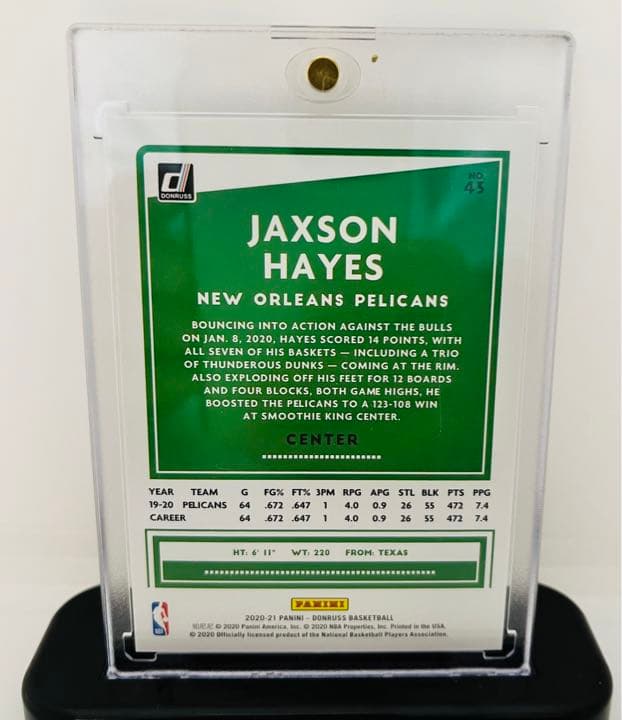 DONRUSS
NO.
43
JAXSON
HAYES
NEW ORLEANS PELICANS
BOUNCING INTO ACTION AGAINST THE BULLS
ON JAN. 8, 2020, HAYES SCORED 14 POINTS, WITH
ALL SEVEN OF HIS BASKETS — INCLUDING A TRIO
OF THUNDEROUS DUNKS — COMING AT THE RIM.
ALSO EXPLODING OFF HIS FEET FOR 12 BOARDS
AND FOUR BLOCKS, BOTH GAME HIGHS, HE
BOOSTED THE PELICANS TO A 123-108 WIN
AT SMOOTHIE KING CENTER.
CENTER
YEAR TEAM G FG% FT% 3PM RPG APG STL BLK PTS PPG
19-20 PELICANS 64 .672 .647 1 4.0 0.9 26 55 472 7.4
CAREER 64 .672 .647 1 4.0 0.9 26 55 472 7.4
HT: 6' 11" WT: 220 FROM: TEXAS
PANINI
2020-21 PANINI – DONRUSS BASKETBALL
© 2020 Panini America, Inc. © 2020 NBA Properties, Inc. Printed in the USA.
© 2020 Officially licensed product of the National Basketball Players Association.